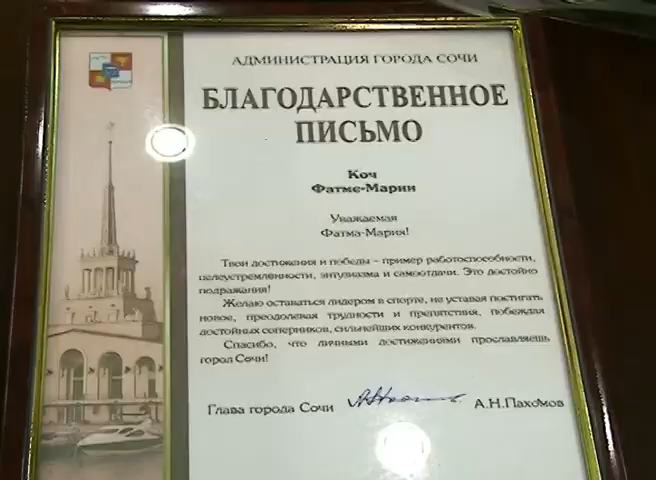 АДМИНИСТРАЦИЯ ГОРОДА СОЧИ
БЛАГОДАРСТВЕННОЕ
ПИСЬМО
Коч
Фатме-Марии
Уважаемая
Фатма-Мария!
Твои достижения и победы – пример работоспособности,
целеустремленности, энтузиазма и самоотдачи. Это достойно
подражания!
Желаю оставаться лидером в спорте, не уставая постигать
новое, преодолевая трудности и препятствия, побеждая
достойных соперников, сильнейших конкурентов.
Спасибо, что личными достижениями прославляешь
город Сочи!
Глава города Сочи А.Н.Пахомов